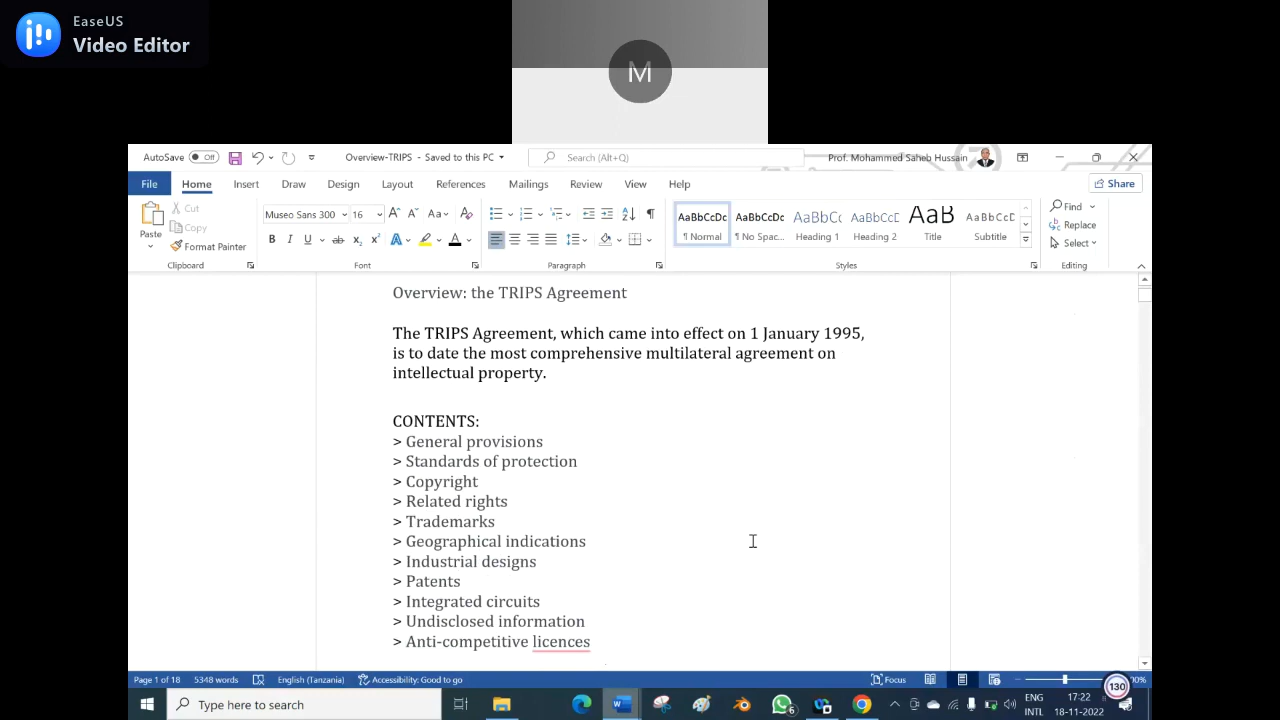 EaseUS
Video Editor
M
AutoSave Off
Overview-TRIPS - Saved to this PC
Search (Alt+Q)
Prof. Mohammed Saheb Hussain
File Home Insert Draw Design Layout References Mailings Review View Help
Share
Paste
Cut
Copy
Format Painter
Clipboard
Museo Sans 300 16
Font
Paragraph
AaBbCcDc AaBbCcDc AaBbC( AaBbCcD AaB AaBbCcD
¶ Normal ¶ No Spac... Heading 1 Heading 2 Title Subtitle
Styles
Find
Replace
Select
Editing
Overview: the TRIPS Agreement
The TRIPS Agreement, which came into effect on 1 January 1995,
is to date the most comprehensive multilateral agreement on
intellectual property.
CONTENTS:
> General provisions
> Standards of protection
> Copyright
> Related rights
> Trademarks
> Geographical indications
> Industrial designs
> Patents
> Integrated circuits
> Undisclosed information
> Anti-competitive licences
Page 1 of 18 5348 words English (Tanzania) Accessibility: Good to go
Focus
130
Type here to search
6
ENG
INTL
17:22
18-11-2022